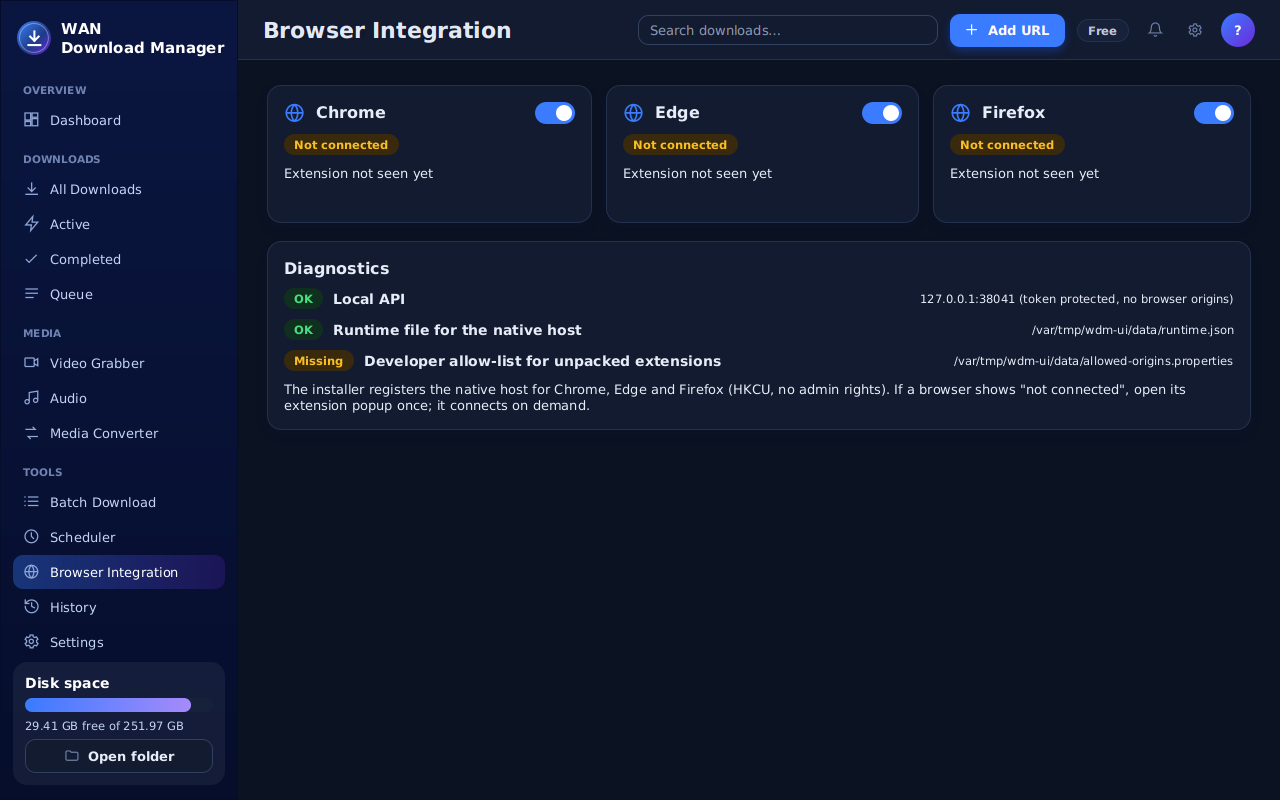 WAN
Download Manager
OVERVIEW
Dashboard
DOWNLOADS
All Downloads
Active
Completed
Queue
MEDIA
Video Grabber
Audio
Media Converter
TOOLS
Batch Download
Scheduler
Browser Integration
History
Settings
Disk space
29.41 GB free of 251.97 GB
Open folder
Browser Integration
Search downloads...
Add URL
Free
?
Chrome
Not connected
Extension not seen yet
Edge
Not connected
Extension not seen yet
Firefox
Not connected
Extension not seen yet
Diagnostics
OK Local API 127.0.0.1:38041 (token protected, no browser origins)
OK Runtime file for the native host /var/tmp/wdm-ui/data/runtime.json
Missing Developer allow-list for unpacked extensions /var/tmp/wdm-ui/data/allowed-origins.properties
The installer registers the native host for Chrome, Edge and Firefox (HKCU, no admin rights). If a browser shows "not connected", open its
extension popup once; it connects on demand.